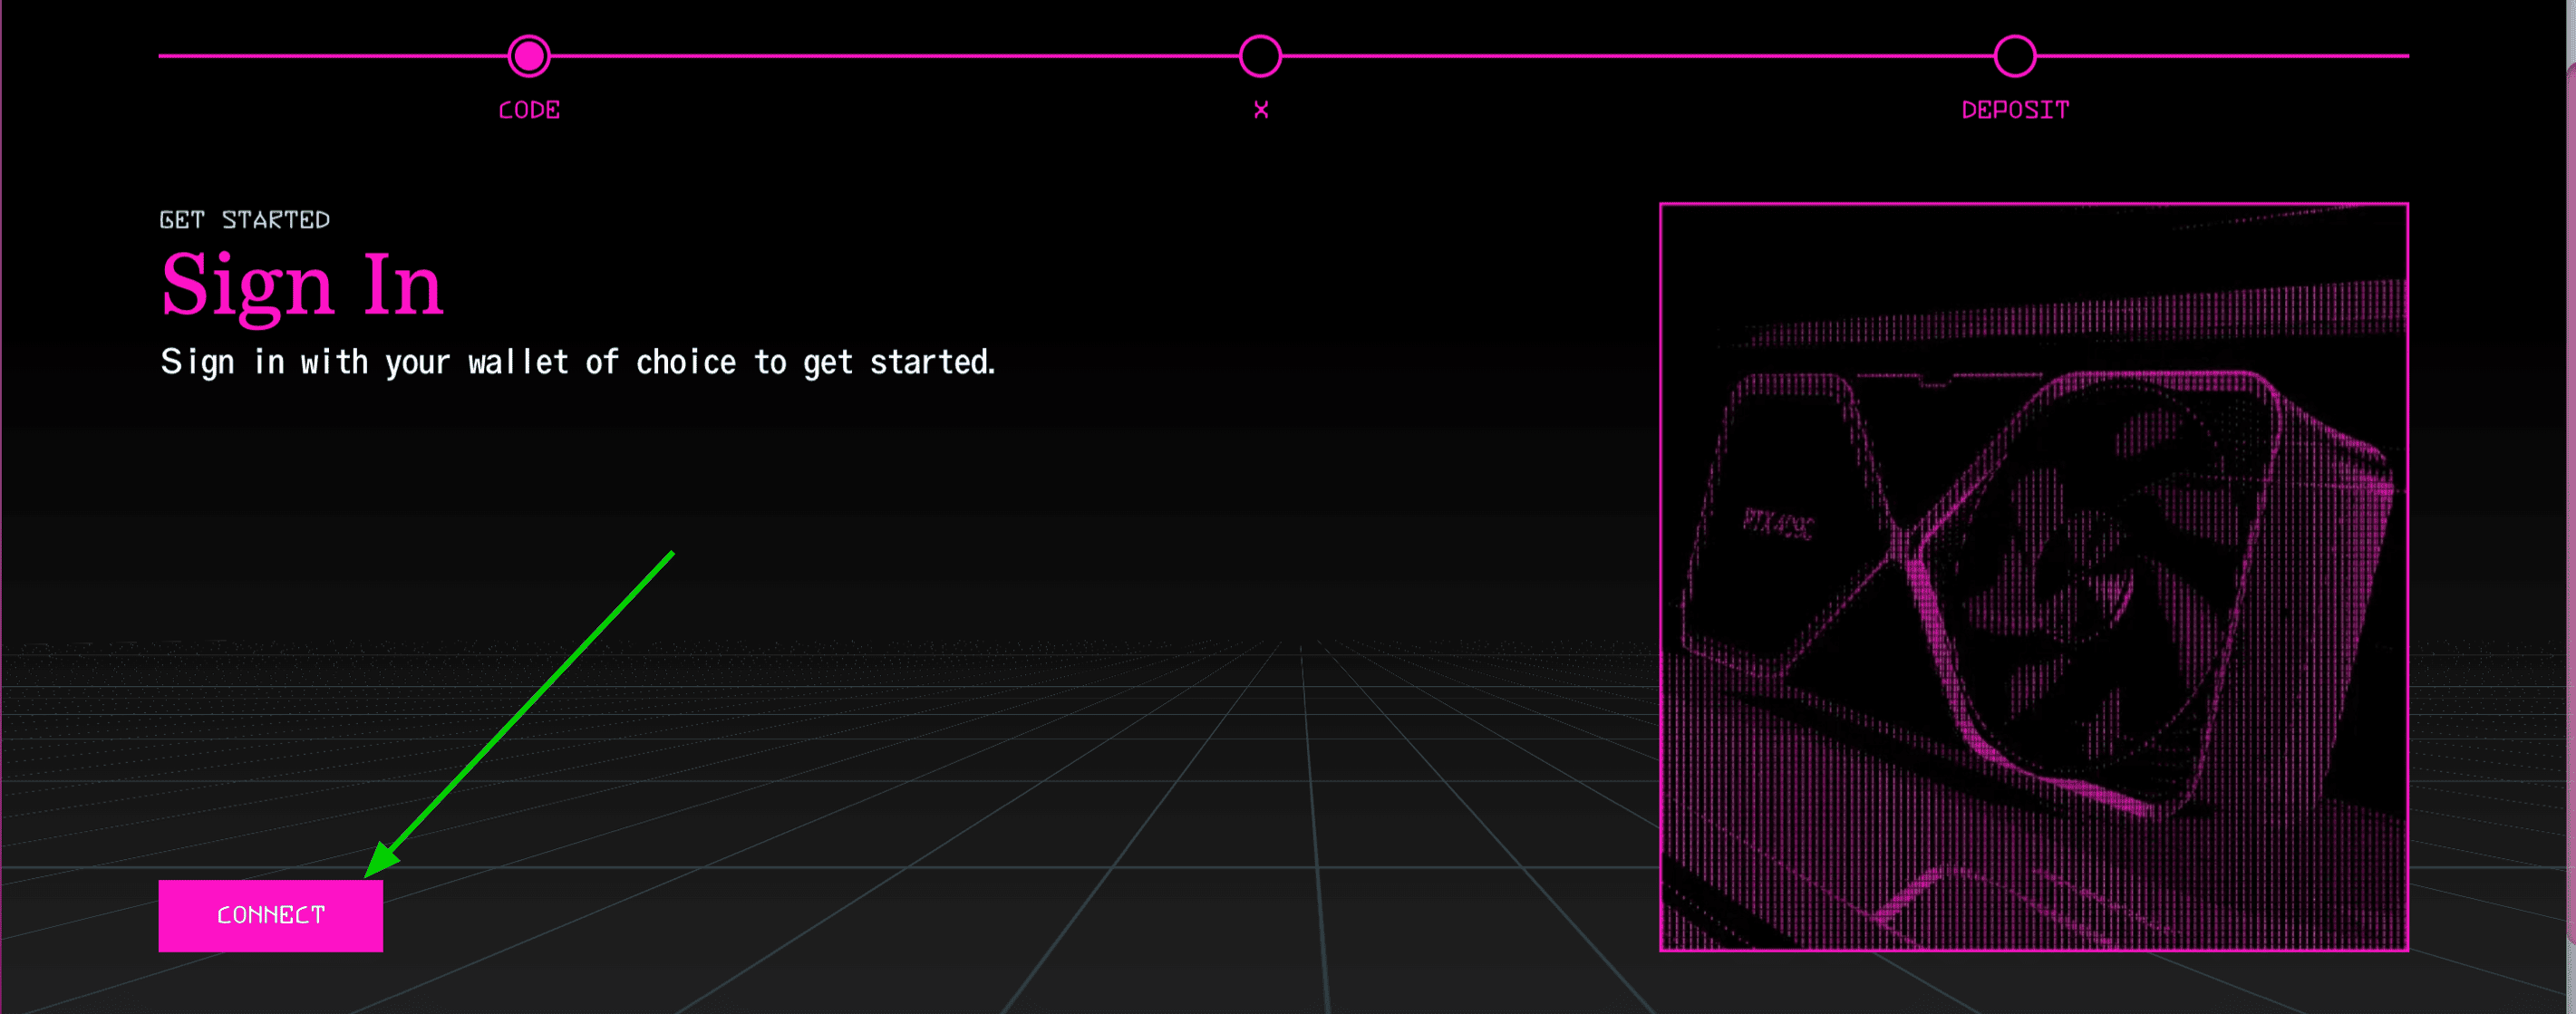 CODE
X
DEPOSIT
GET STARTED
Sign In
Sign in with your wallet of choice to get started.
CONNECT